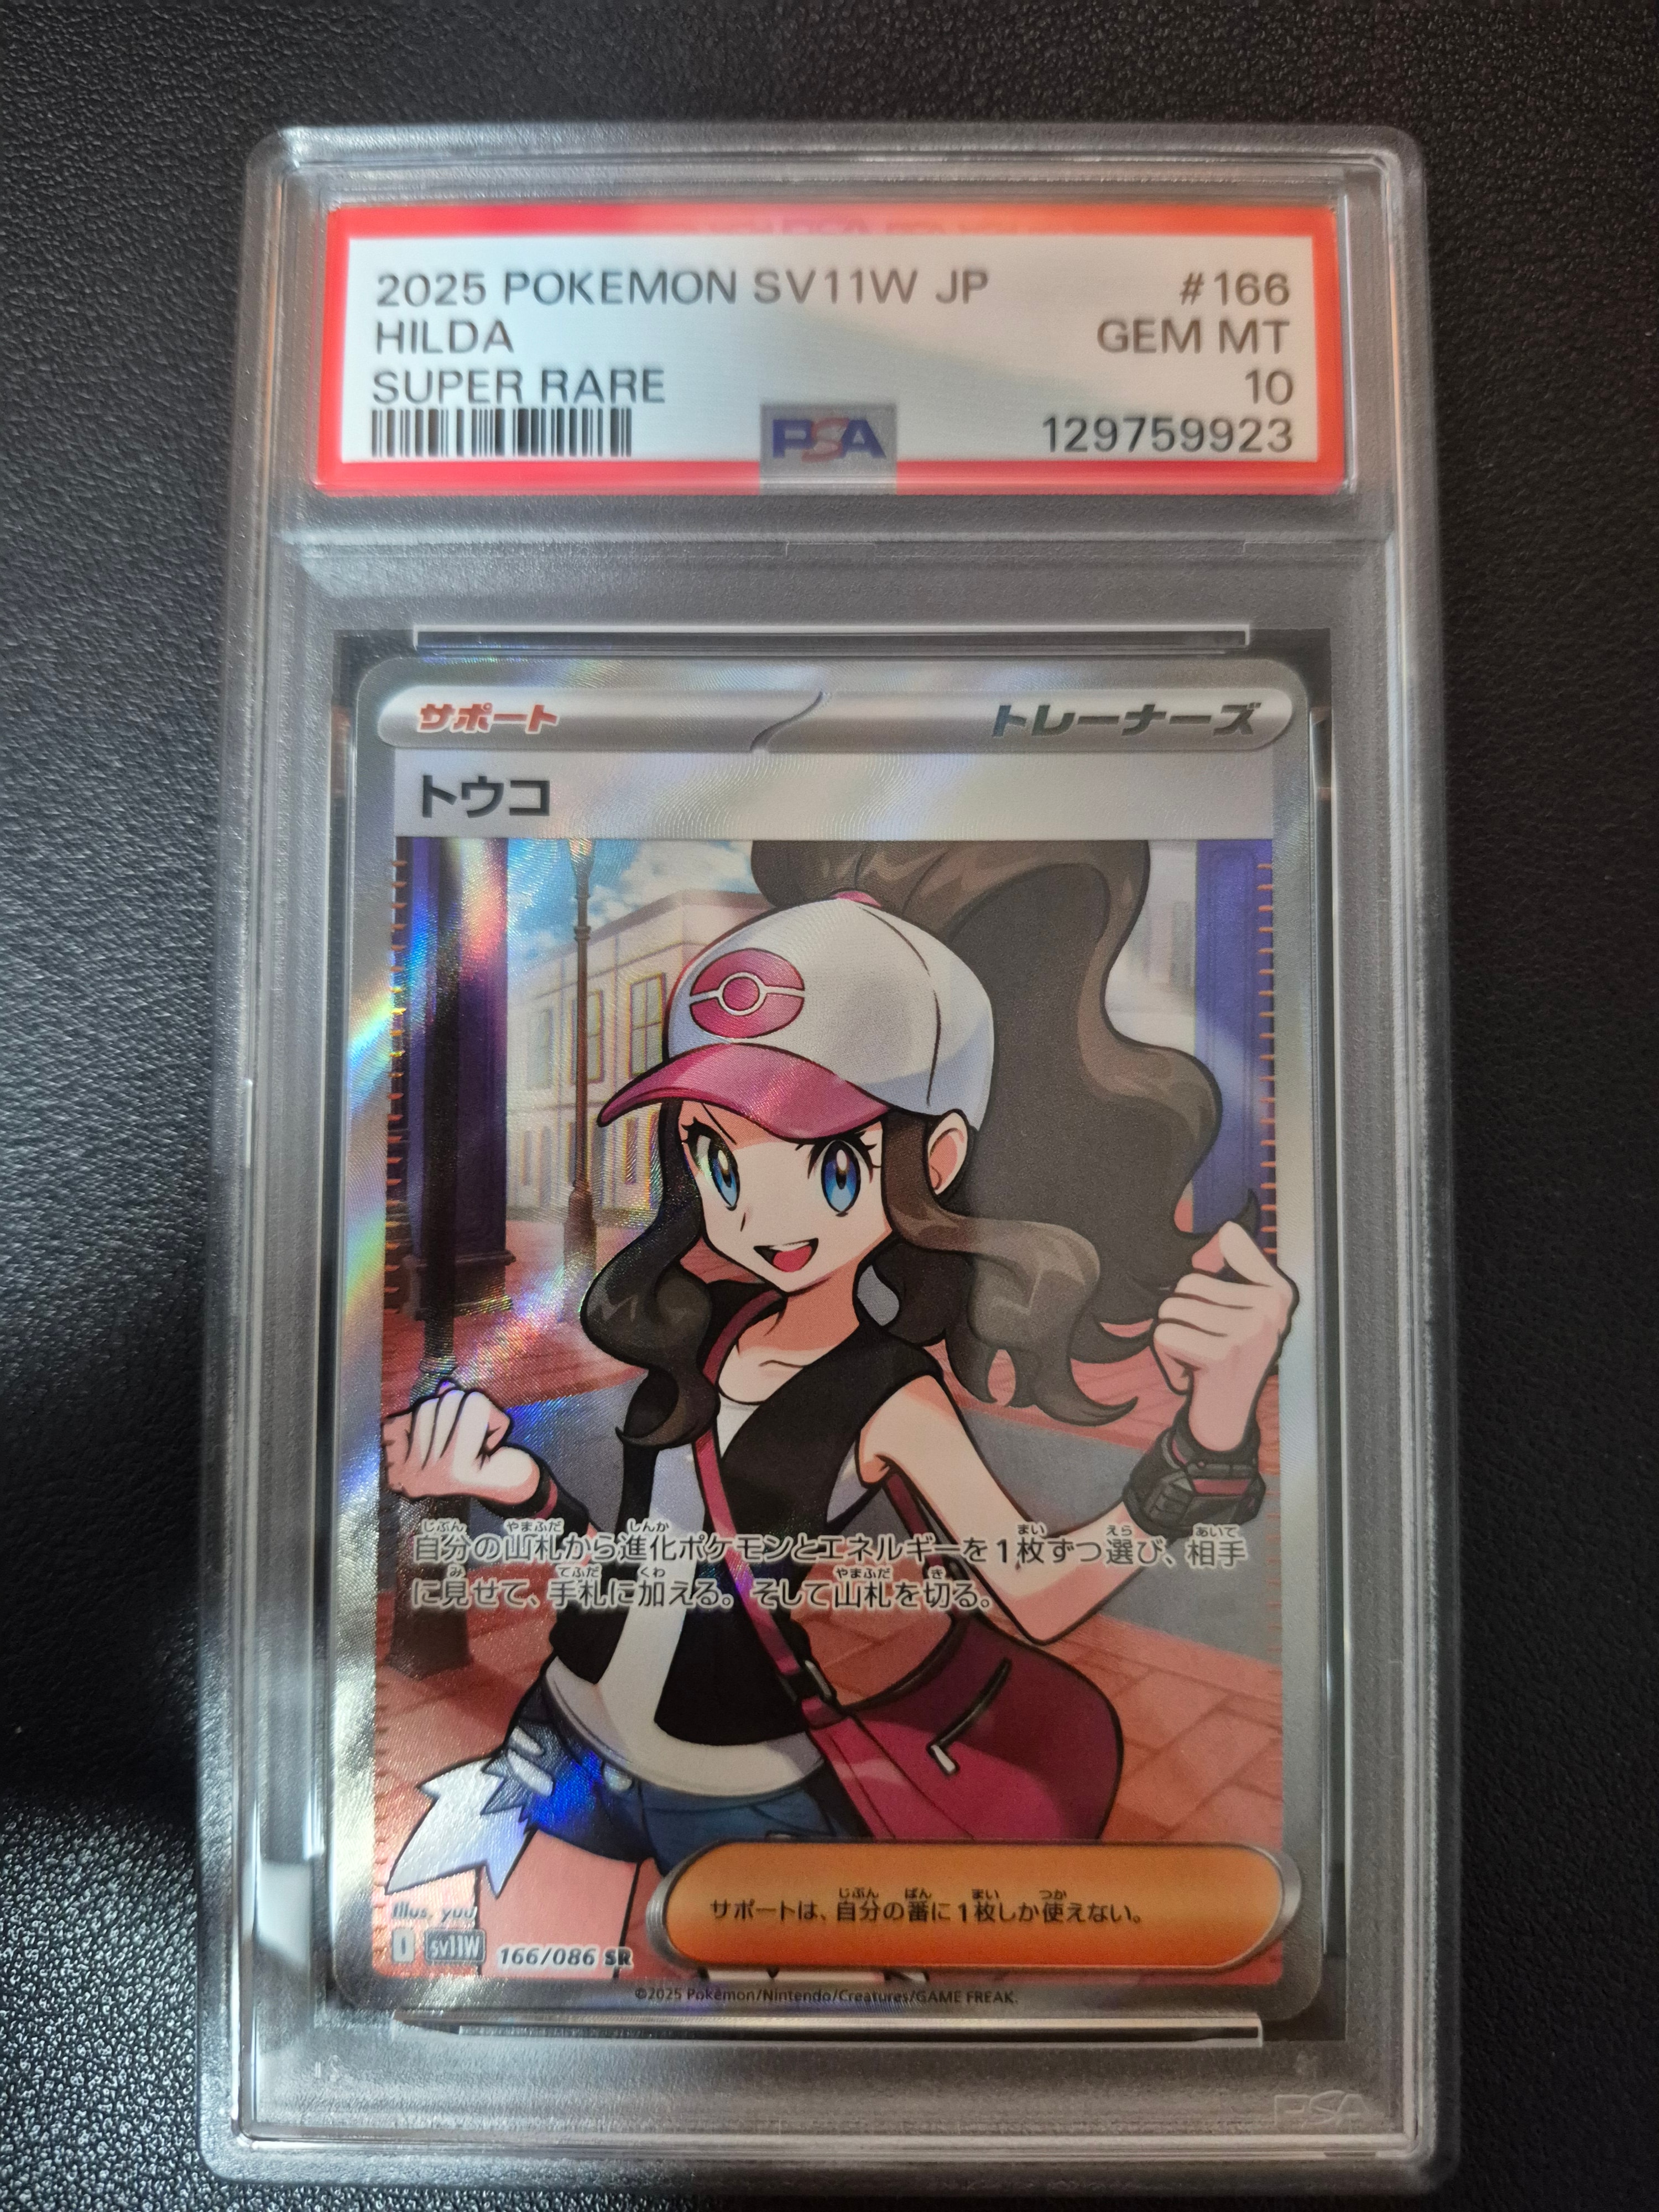 2025 POKEMON SV11W JP #166
HILDA GEM MT
SUPER RARE 10
PSA 129759923
サポート トレーナーズ
トウコ
自分の山札から進化ポケモンとエネルギーを1枚ずつ選び、相手
に見せて、手札に加える。そして山札を切る。
サポートは、自分の番に1枚しか使えない。
Illus. you
I SV11W 166/086 SR
©2025 Pokémon/Nintendo/Creatures/GAME FREAK.
PSA